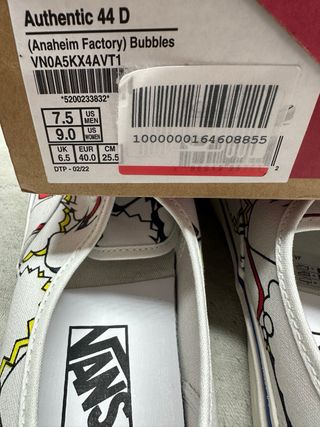 Authentic 44 D
(Anaheim Factory) Bubbles
VN0A5KX4AVT1
*5200233832*
7.5 US MEN
9.0 US WOMEN
UK 6.5 EUR 40.0 CM 25.5
DTP - 02/22
1000000164608855
2
VANS